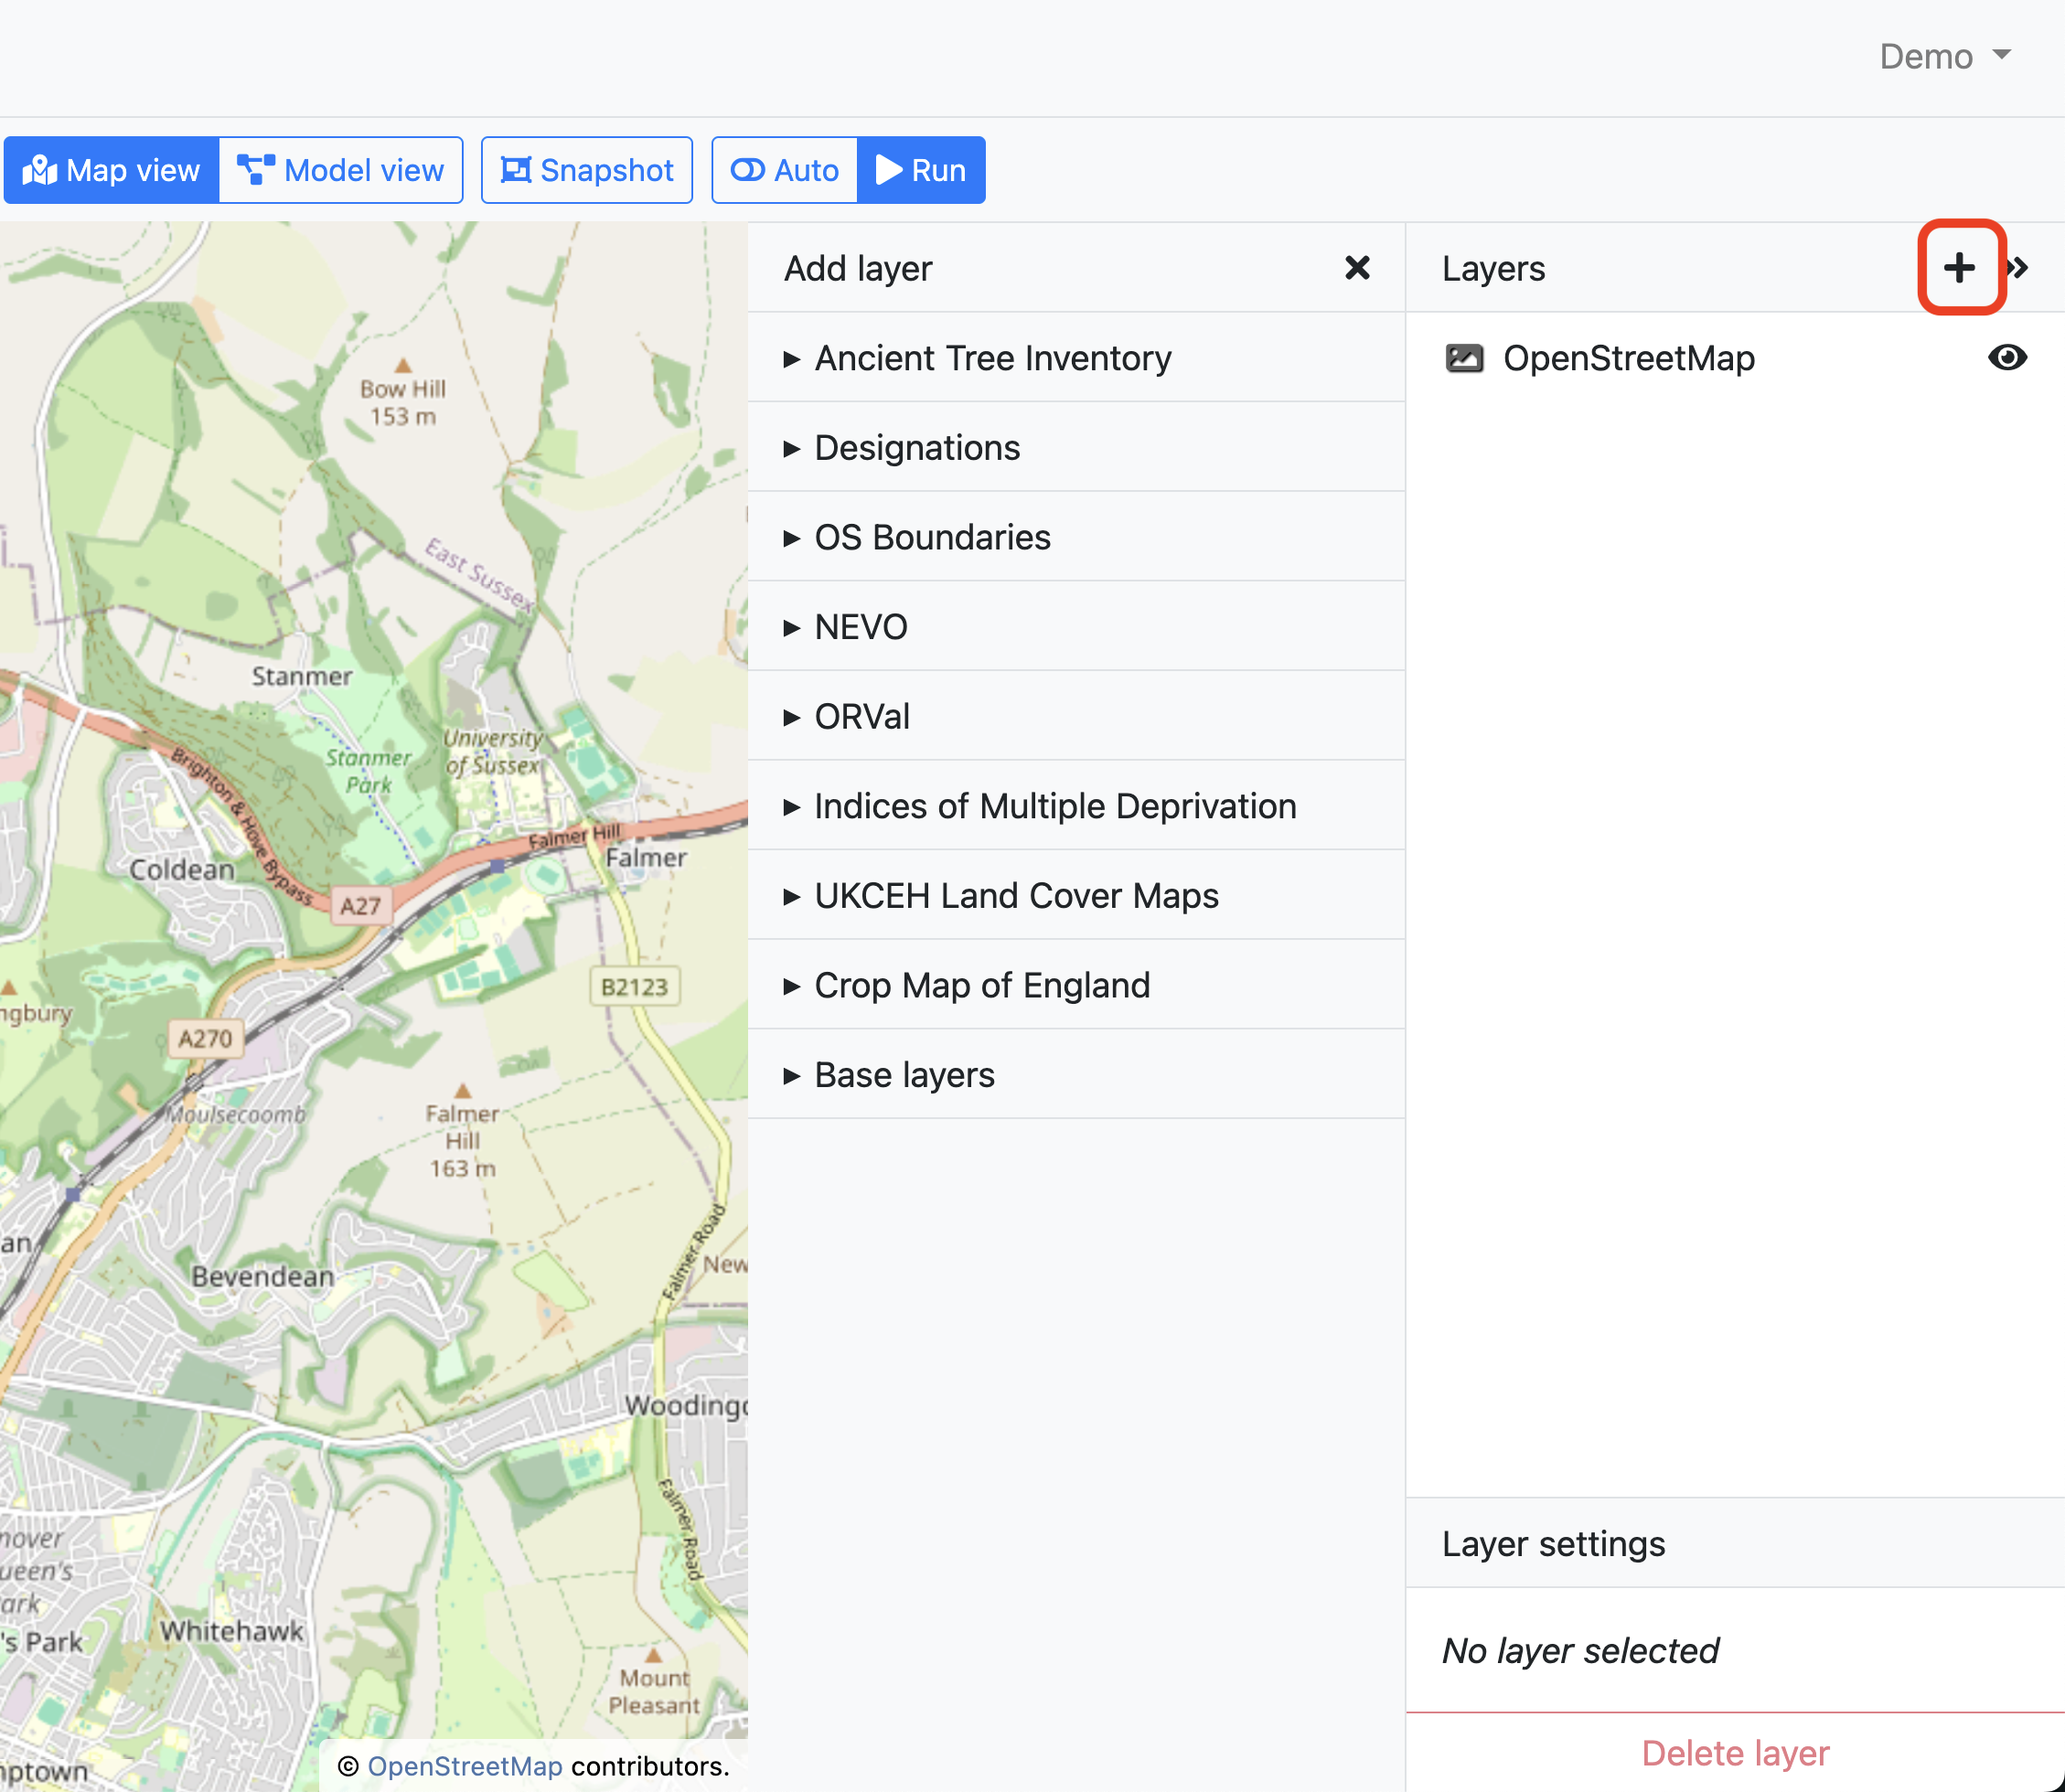 Demo
Map view
Model view
Snapshot
Auto
Run
Bow Hill
153 m
East Sussex
Stanmer
Stanmer
Park
University
of Sussex
Brighton & Hove Bypass
Falmer Hill
Falmer
Coldean
A27
B2123
ngbury
A270
Moulsecoomb
Falmer
Hill
163 m
an
Bevendean
Falmer Road
New
Woodingd
Falmer Road
nover
ueen's
ark
's Park
Whitehawk
Mount
Pleasant
mptown
© OpenStreetMap contributors.
Add layer
Ancient Tree Inventory
Designations
OS Boundaries
NEVO
ORVal
Indices of Multiple Deprivation
UKCEH Land Cover Maps
Crop Map of England
Base layers
Layers
OpenStreetMap
Layer settings
No layer selected
Delete layer